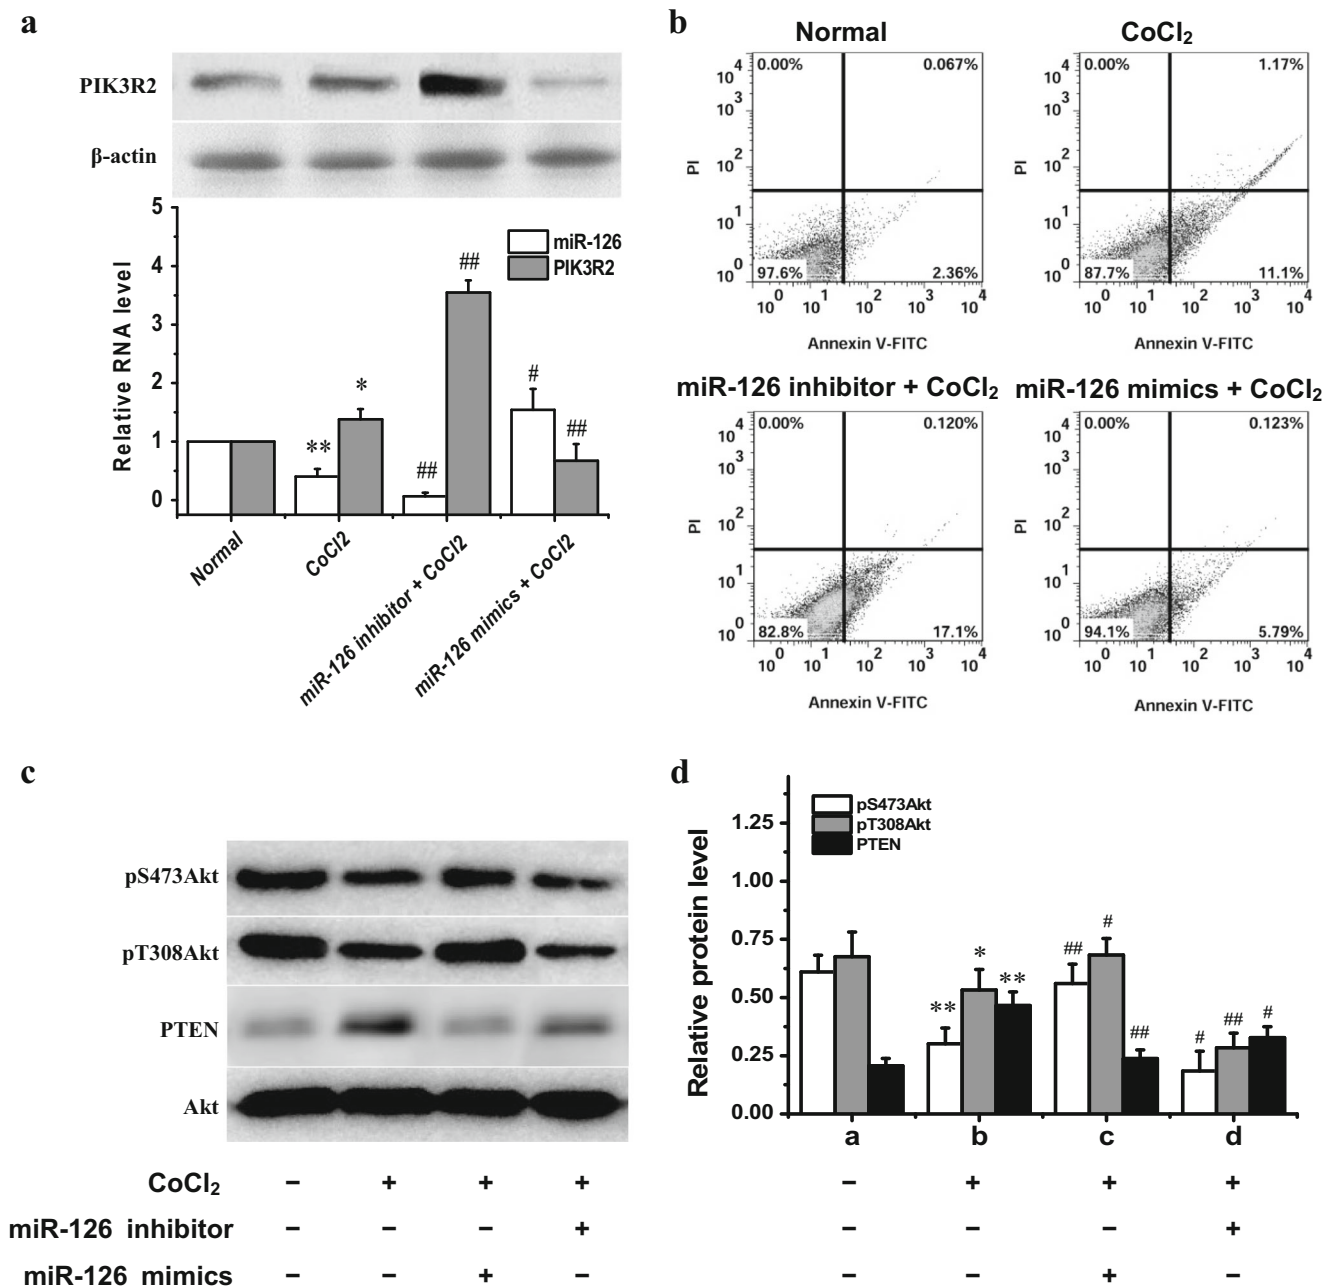 a
PIK3R2
β-actin
5
4
3
2
1
0
Relative RNA level
miR-126
PIK3R2
**
*
##
##
#
##
Normal
CoCl2
miR-126 inhibitor + CoCl2
miR-126 mimics + CoCl2
b
Normal
0.00%
0.067%
97.6%
2.36%
10⁴
10³
10²
10¹
10⁰
PI
10⁰ 10¹ 10² 10³ 10⁴
Annexin V-FITC
CoCl₂
0.00%
1.17%
87.7%
11.1%
10⁴
10³
10²
10¹
10⁰
PI
10⁰ 10¹ 10² 10³ 10⁴
Annexin V-FITC
miR-126 inhibitor + CoCl₂
0.00%
0.120%
82.8%
17.1%
10⁴
10³
10²
10¹
10⁰
PI
10⁰ 10¹ 10² 10³ 10⁴
Annexin V-FITC
miR-126 mimics + CoCl₂
0.00%
0.123%
94.1%
5.79%
10⁴
10³
10²
10¹
10⁰
PI
10⁰ 10¹ 10² 10³ 10⁴
Annexin V-FITC
c
pS473Akt
pT308Akt
PTEN
Akt
CoCl₂ − + + +
miR-126 inhibitor − − − +
miR-126 mimics − − + −
d
pS473Akt
pT308Akt
PTEN
Relative protein level
1.25
1.00
0.75
0.50
0.25
0.00
**
*
**
##
#
##
#
##
#
a b c d
− + + +
− − − +
− − + −